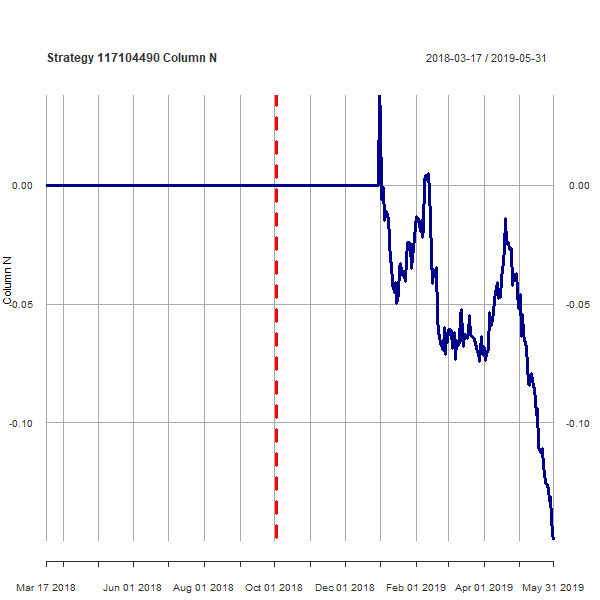 Strategy 117104490 Column N
2018-03-17 / 2019-05-31
0.00
0.00
Column N
-0.05
-0.05
-0.10
-0.10
Mar 17 2018
Jun 01 2018
Aug 01 2018
Oct 01 2018
Dec 01 2018
Feb 01 2019
Apr 01 2019
May 31 2019